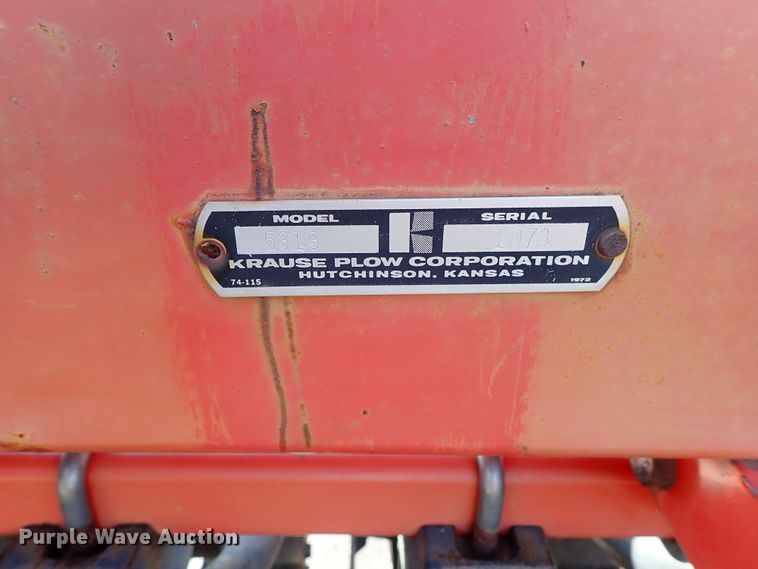 MODEL SERIAL
5313 1073
KRAUSE PLOW CORPORATION
HUTCHINSON, KANSAS
74-115 1972
Purple Wave Auction